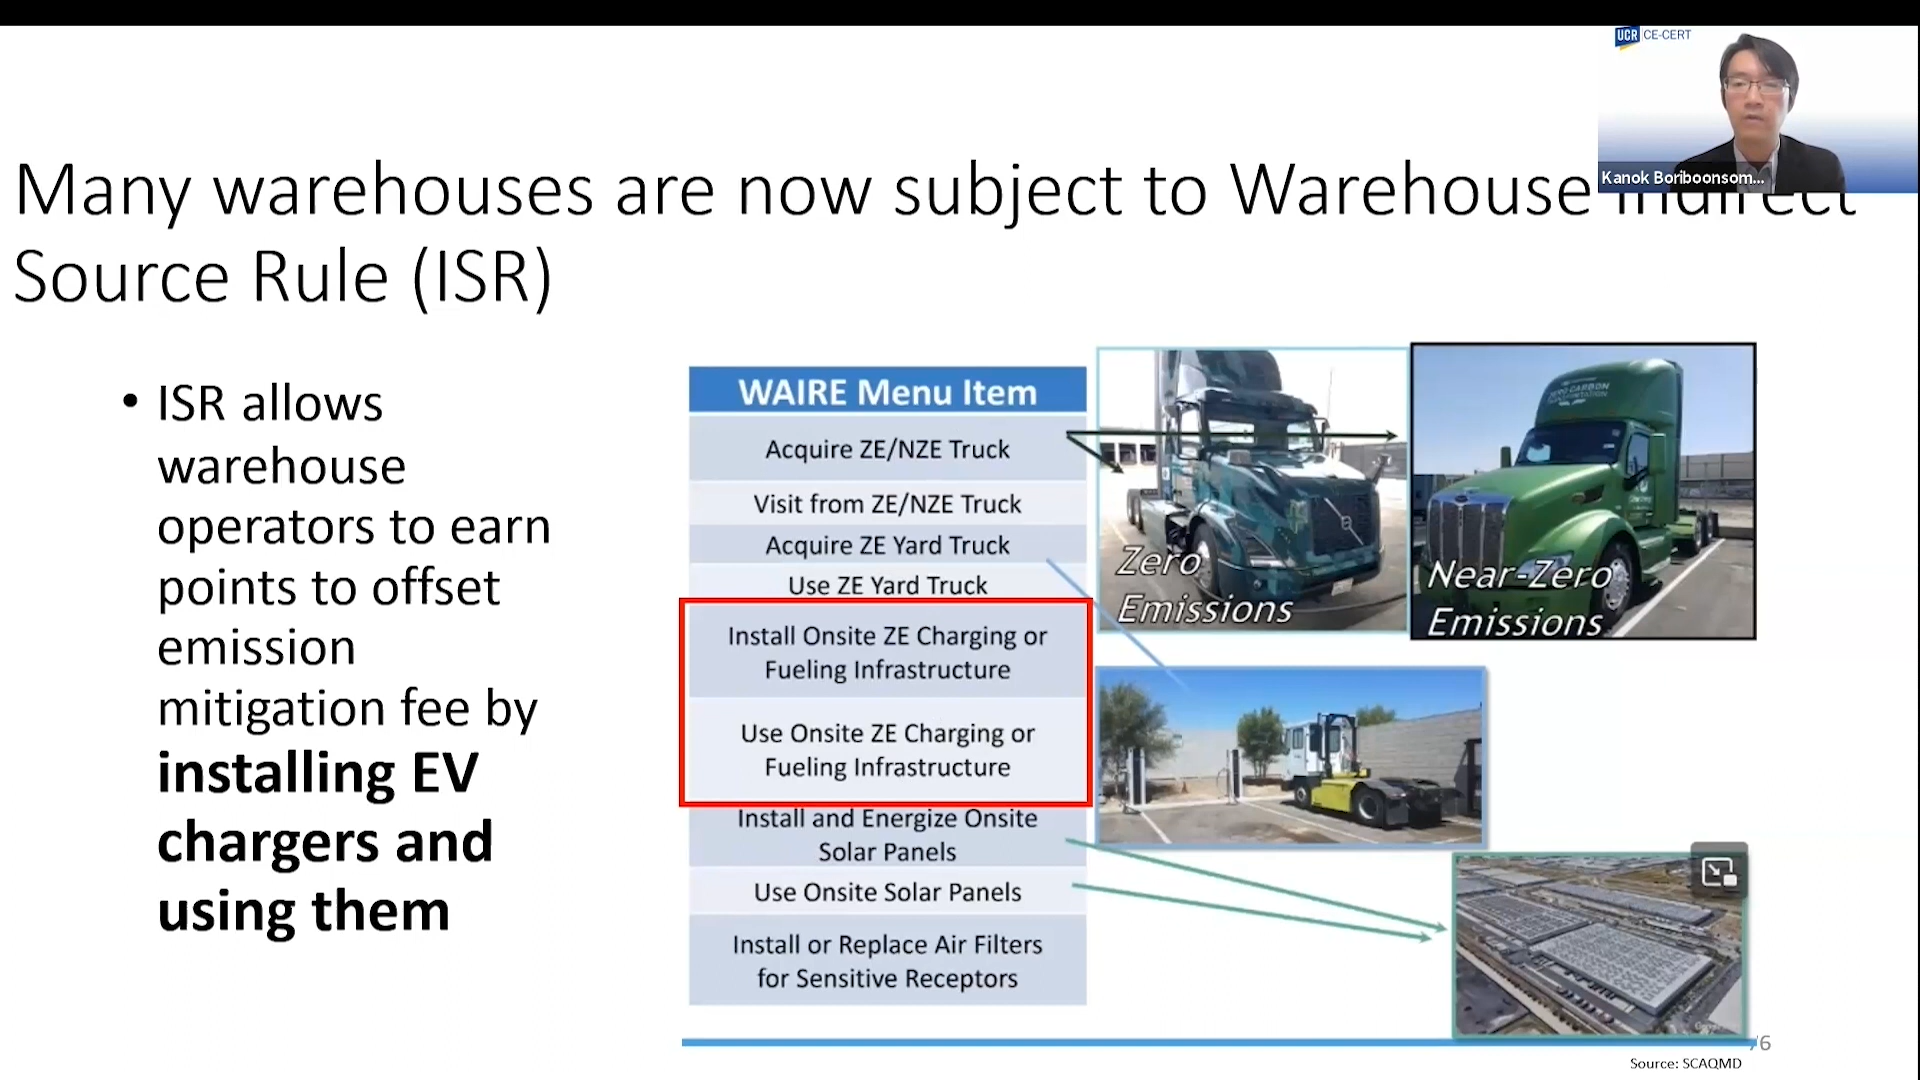 UCR CE-CERT
Kanok Boriboonsom...
Many warehouses are now subject to Warehouse Indirect
Source Rule (ISR)
• ISR allows
warehouse
operators to earn
points to offset
emission
mitigation fee by
installing EV
chargers and
using them
WAIRE Menu Item
Acquire ZE/NZE Truck
Visit from ZE/NZE Truck
Acquire ZE Yard Truck
Use ZE Yard Truck
Install Onsite ZE Charging or
Fueling Infrastructure
Use Onsite ZE Charging or
Fueling Infrastructure
Install and Energize Onsite
Solar Panels
Use Onsite Solar Panels
Install or Replace Air Filters
for Sensitive Receptors
Zero
Emissions
ZERO CARBON
Near-Zero
Emissions
6
Source: SCAQMD